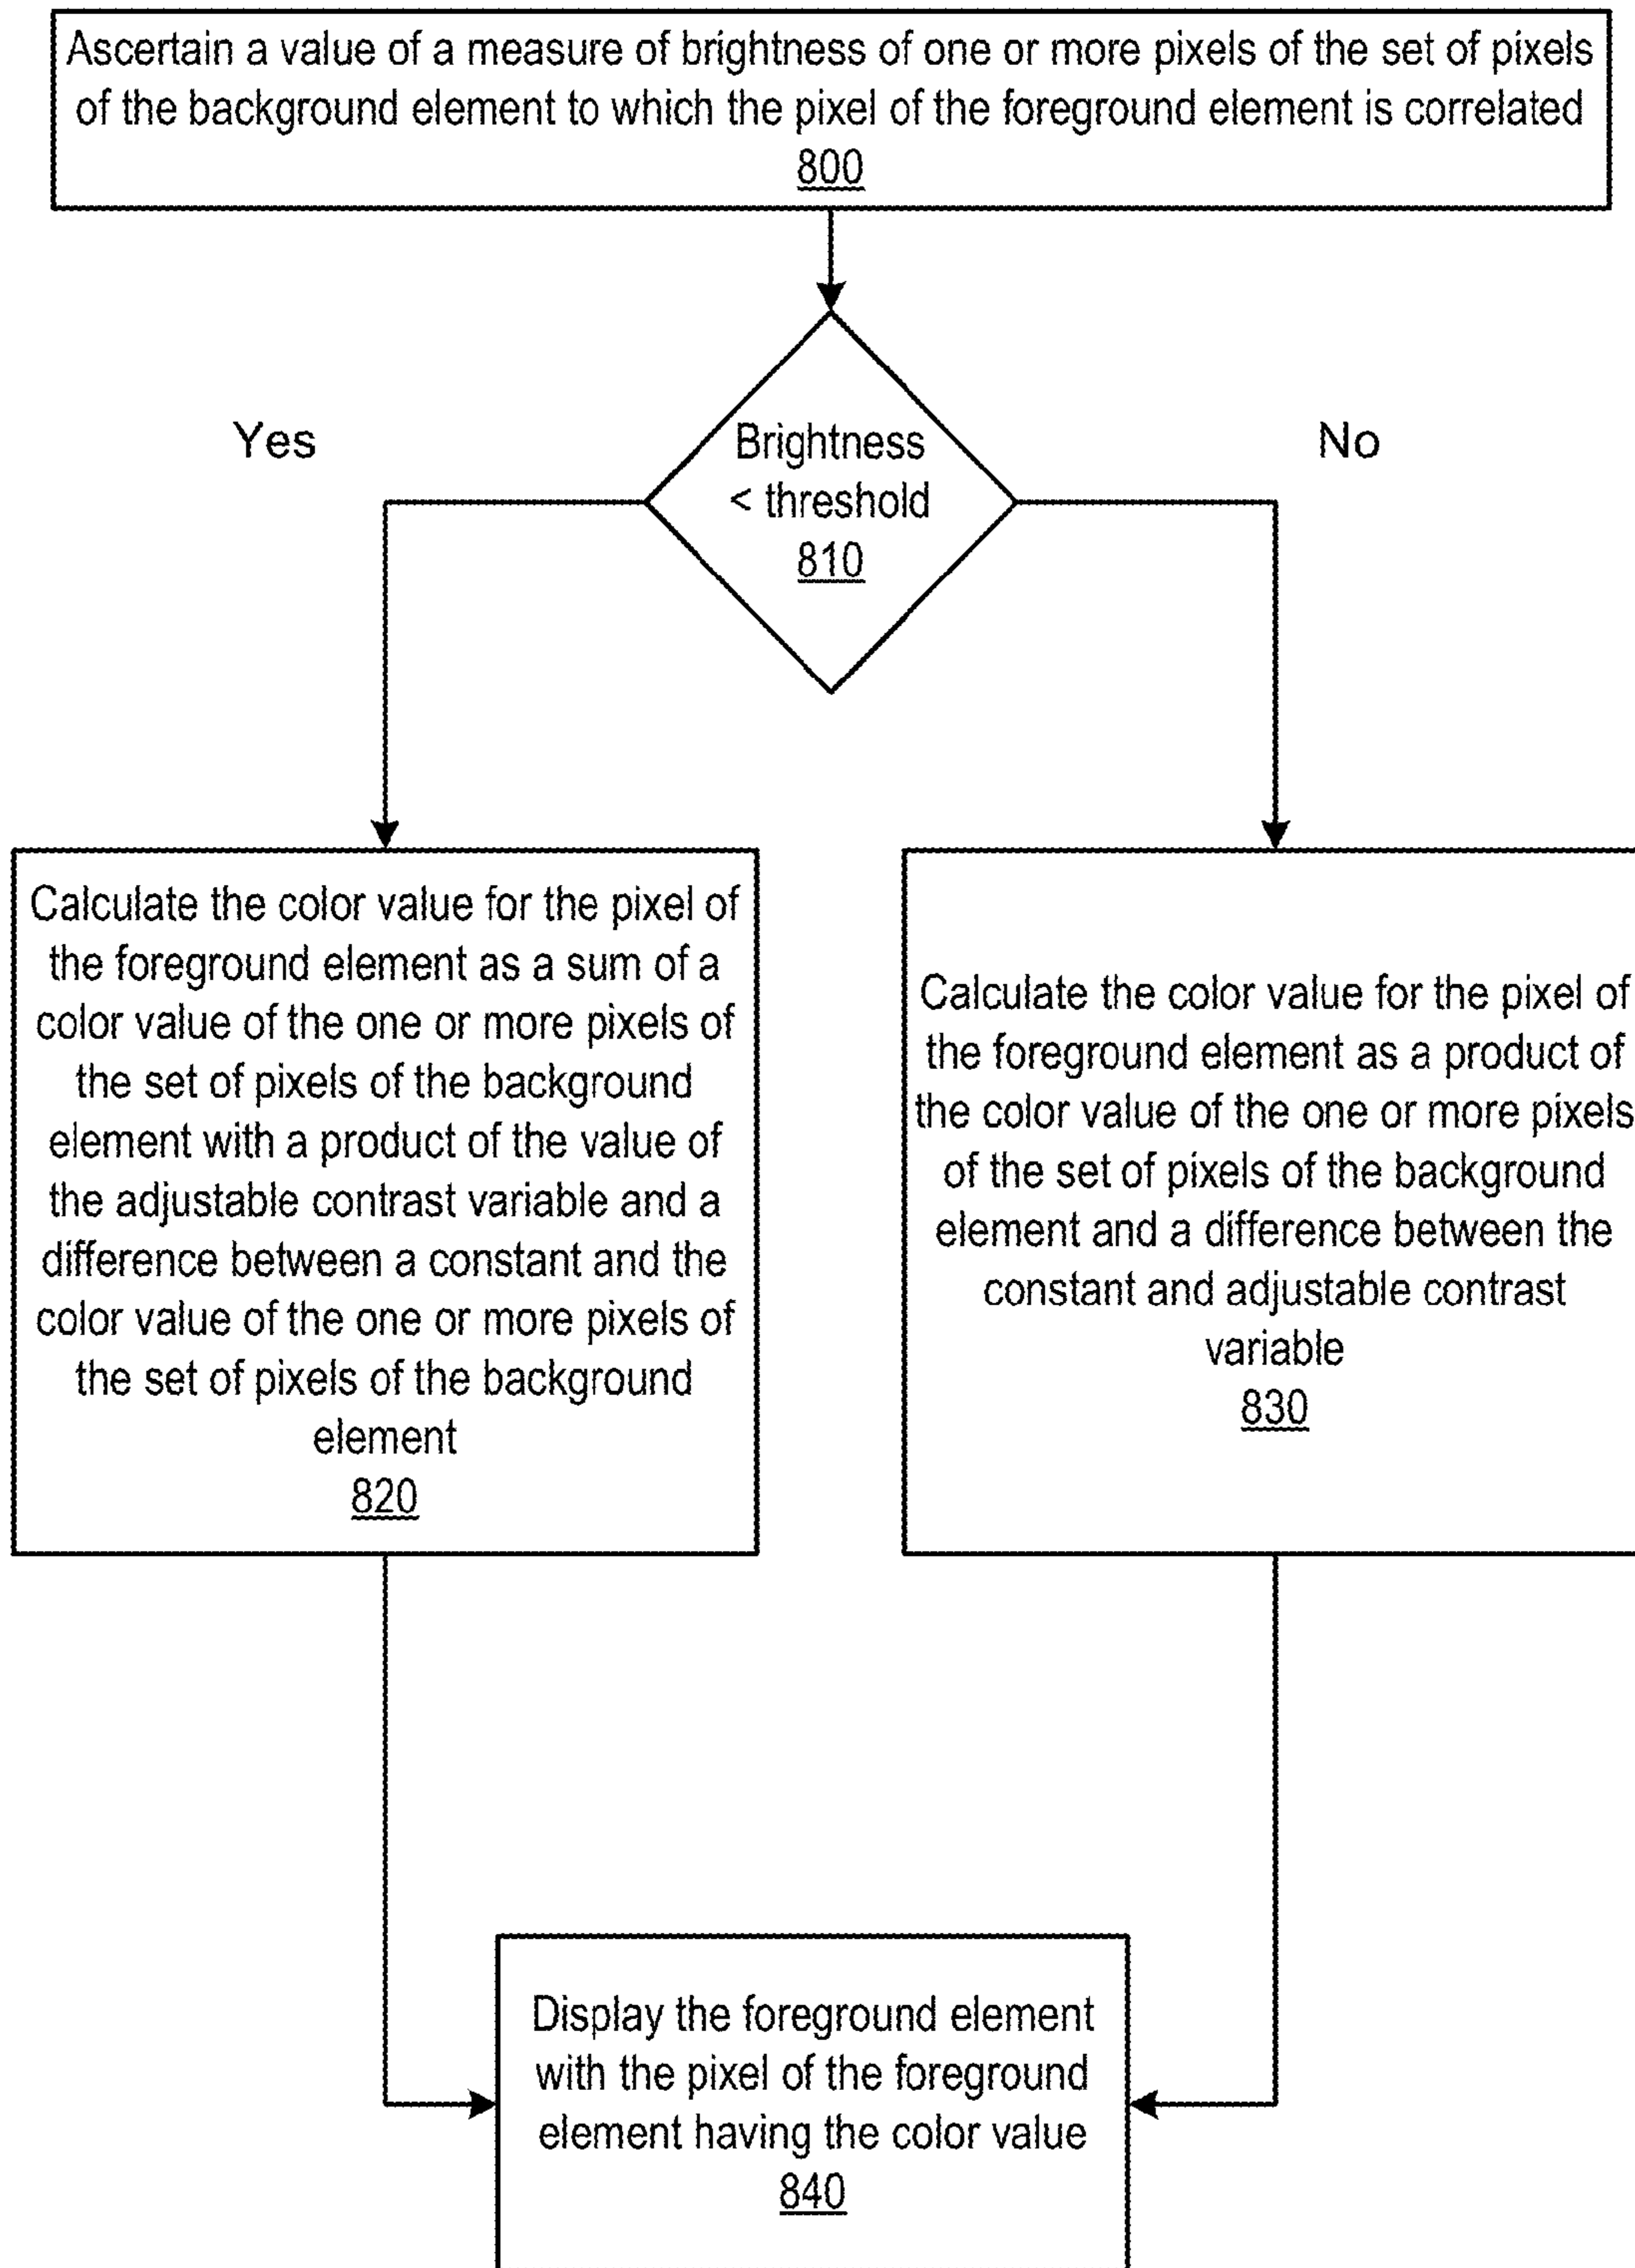 Ascertain a value of a measure of brightness of one or more pixels of the set of pixels
of the background element to which the pixel of the foreground element is correlated
800
Yes
Brightness
< threshold
810
No
Calculate the color value for the pixel of
the foreground element as a sum of a
color value of the one or more pixels of
the set of pixels of the background
element with a product of the value of
the adjustable contrast variable and a
difference between a constant and the
color value of the one or more pixels of
the set of pixels of the background
element
820
Calculate the color value for the pixel of
the foreground element as a product of
the color value of the one or more pixels
of the set of pixels of the background
element and a difference between the
constant and adjustable contrast
variable
830
Display the foreground element
with the pixel of the foreground
element having the color value
840